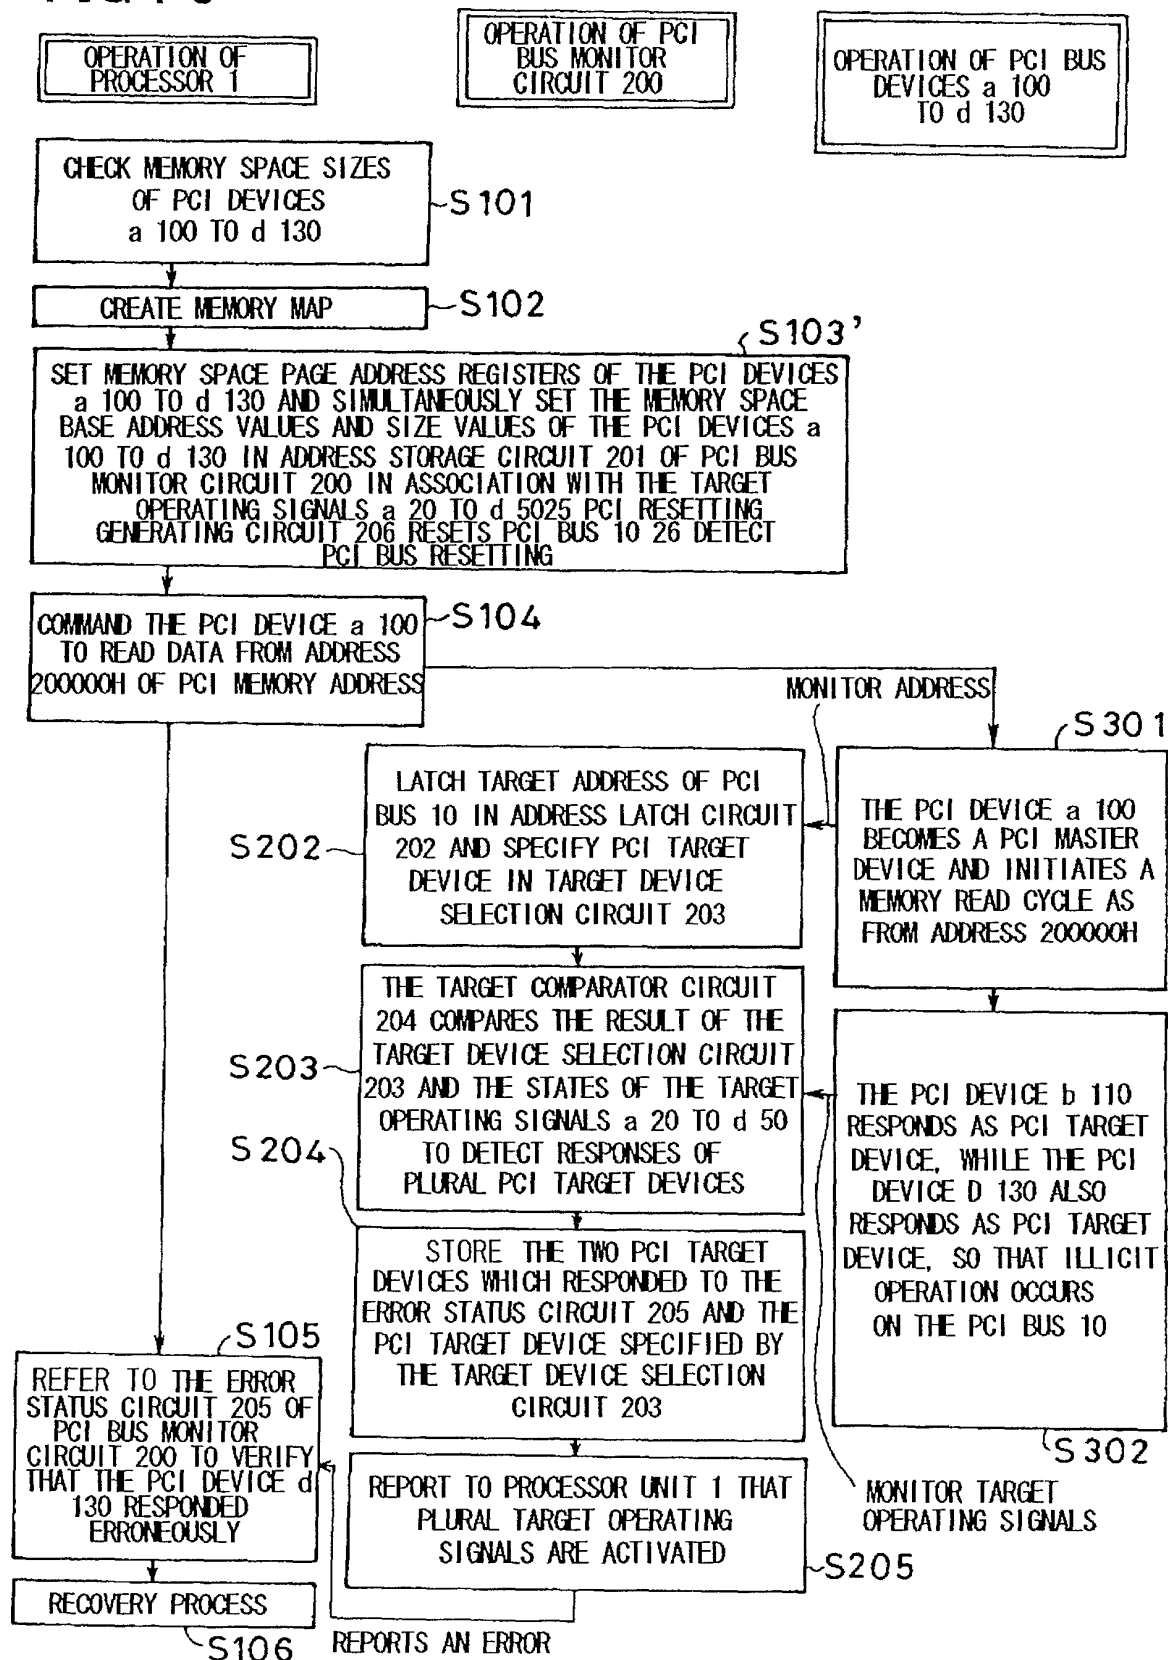 OPERATION OF
PROCESSOR 1
OPERATION OF PCI
BUS MONITOR
CIRCUIT 200
OPERATION OF PCI BUS
DEVICES a 100
TO d 130
CHECK MEMORY SPACE SIZES
OF PCI DEVICES
a 100 TO d 130
S101
CREATE MEMORY MAP
S102
S103'
SET MEMORY SPACE PAGE ADDRESS REGISTERS OF THE PCI DEVICES
a 100 TO d 130 AND SIMULTANEOUSLY SET THE MEMORY SPACE
BASE ADDRESS VALUES AND SIZE VALUES OF THE PCI DEVICES a
100 TO d 130 IN ADDRESS STORAGE CIRCUIT 201 OF PCI BUS
MONITOR CIRCUIT 200 IN ASSOCIATION WITH THE TARGET
OPERATING SIGNALS a 20 TO d 5025 PCI RESETTING
GENERATING CIRCUIT 206 RESETS PCI BUS 10 26 DETECT
PCI BUS RESETTING
S104
COMMAND THE PCI DEVICE a 100
TO READ DATA FROM ADDRESS
200000H OF PCI MEMORY ADDRESS
MONITOR ADDRESS
S301
THE PCI DEVICE a 100
BECOMES A PCI MASTER
DEVICE AND INITIATES A
MEMORY READ CYCLE AS
FROM ADDRESS 200000H
S202
LATCH TARGET ADDRESS OF PCI
BUS 10 IN ADDRESS LATCH CIRCUIT
202 AND SPECIFY PCI TARGET
DEVICE IN TARGET DEVICE
SELECTION CIRCUIT 203
S203
THE TARGET COMPARATOR CIRCUIT
204 COMPARES THE RESULT OF THE
TARGET DEVICE SELECTION CIRCUIT
203 AND THE STATES OF THE TARGET
OPERATING SIGNALS a 20 TO d 50
TO DETECT RESPONSES OF
PLURAL PCI TARGET DEVICES
THE PCI DEVICE b 110
RESPONDS AS PCI TARGET
DEVICE, WHILE THE PCI
DEVICE D 130 ALSO
RESPONDS AS PCI TARGET
DEVICE, SO THAT ILLICIT
OPERATION OCCURS
ON THE PCI BUS 10
S302
S204
STORE THE TWO PCI TARGET
DEVICES WHICH RESPONDED TO THE
ERROR STATUS CIRCUIT 205 AND THE
PCI TARGET DEVICE SPECIFIED BY
THE TARGET DEVICE SELECTION
CIRCUIT 203
MONITOR TARGET
OPERATING SIGNALS
S105
REFER TO THE ERROR
STATUS CIRCUIT 205 OF
PCI BUS MONITOR
CIRCUIT 200 TO VERIFY
THAT THE PCI DEVICE d
130 RESPONDED
ERRONEOUSLY
REPORT TO PROCESSOR UNIT 1 THAT
PLURAL TARGET OPERATING
SIGNALS ARE ACTIVATED
S205
RECOVERY PROCESS
S106
REPORTS AN ERROR